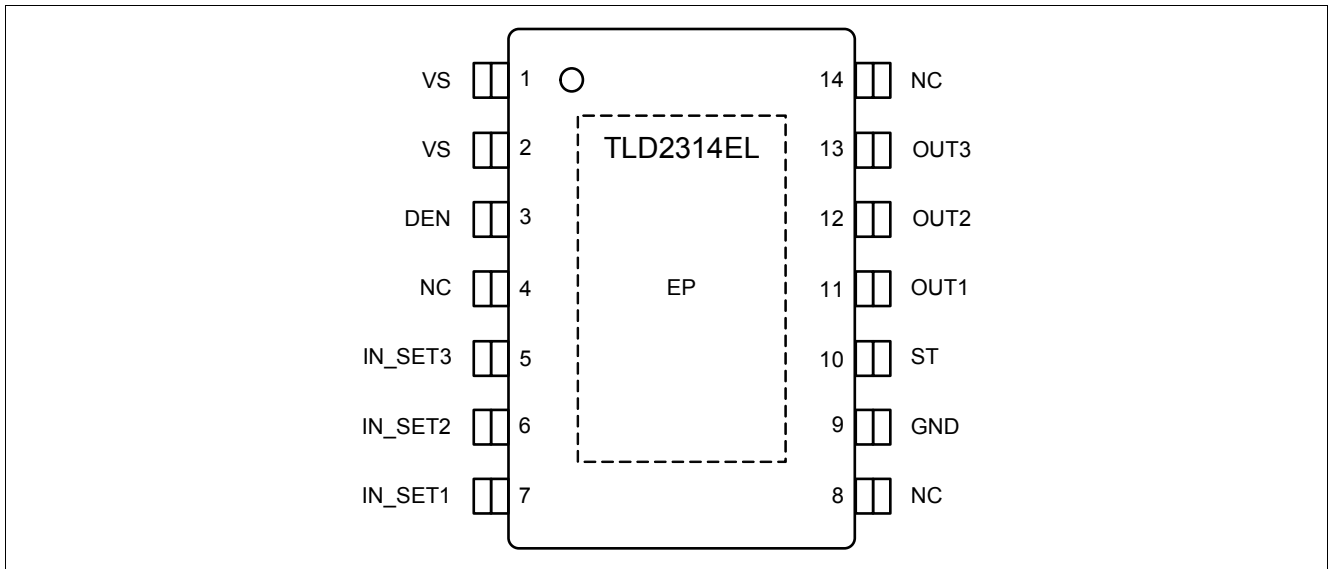 VS 1 14 NC
VS 2 TLD2314EL 13 OUT3
DEN 3 12 OUT2
NC 4 EP 11 OUT1
IN_SET3 5 10 ST
IN_SET2 6 9 GND
IN_SET1 7 8 NC